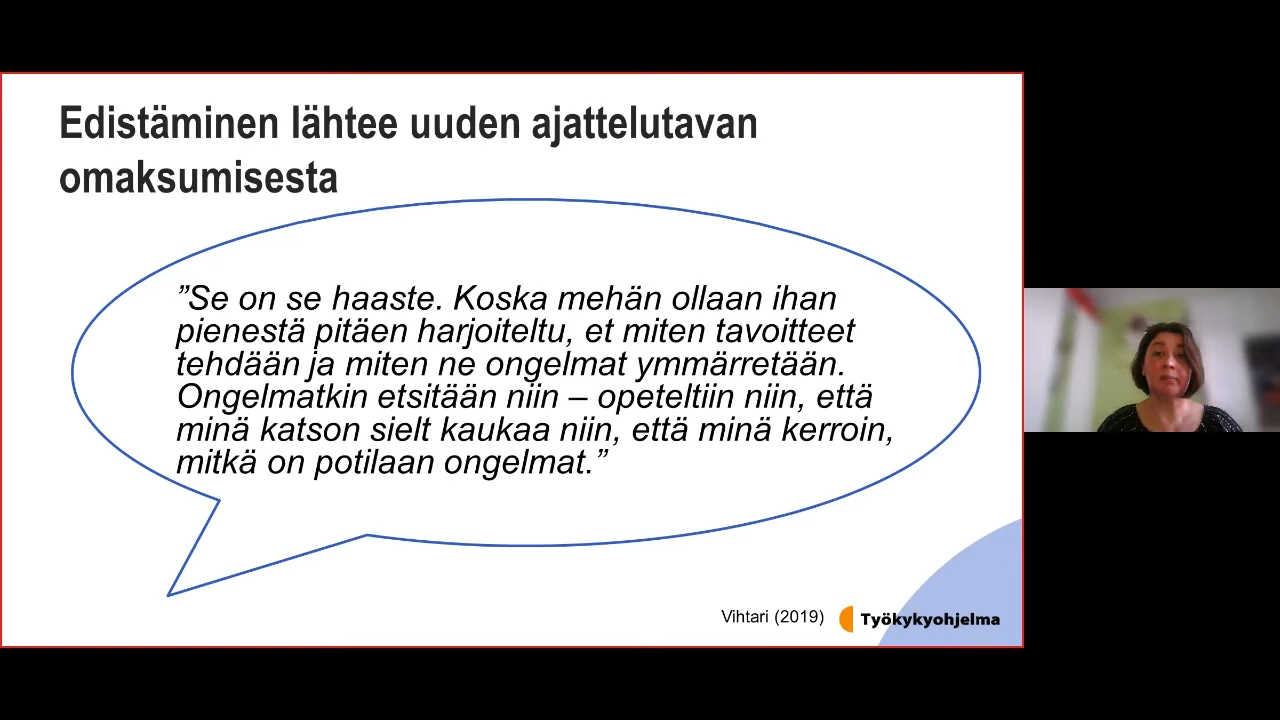 Edistäminen lähtee uuden ajattelutavan
omaksumisesta
”Se on se haaste. Koska mehän ollaan ihan
pienestä pitäen harjoiteltu, et miten tavoitteet
tehdään ja miten ne ongelmat ymmärretään.
Ongelmatkin etsitään niin – opeteltiin niin, että
minä katson sielt kaukaa niin, että minä kerroin,
mitkä on potilaan ongelmat.”
Vihtari (2019)
Työkykyohjelma